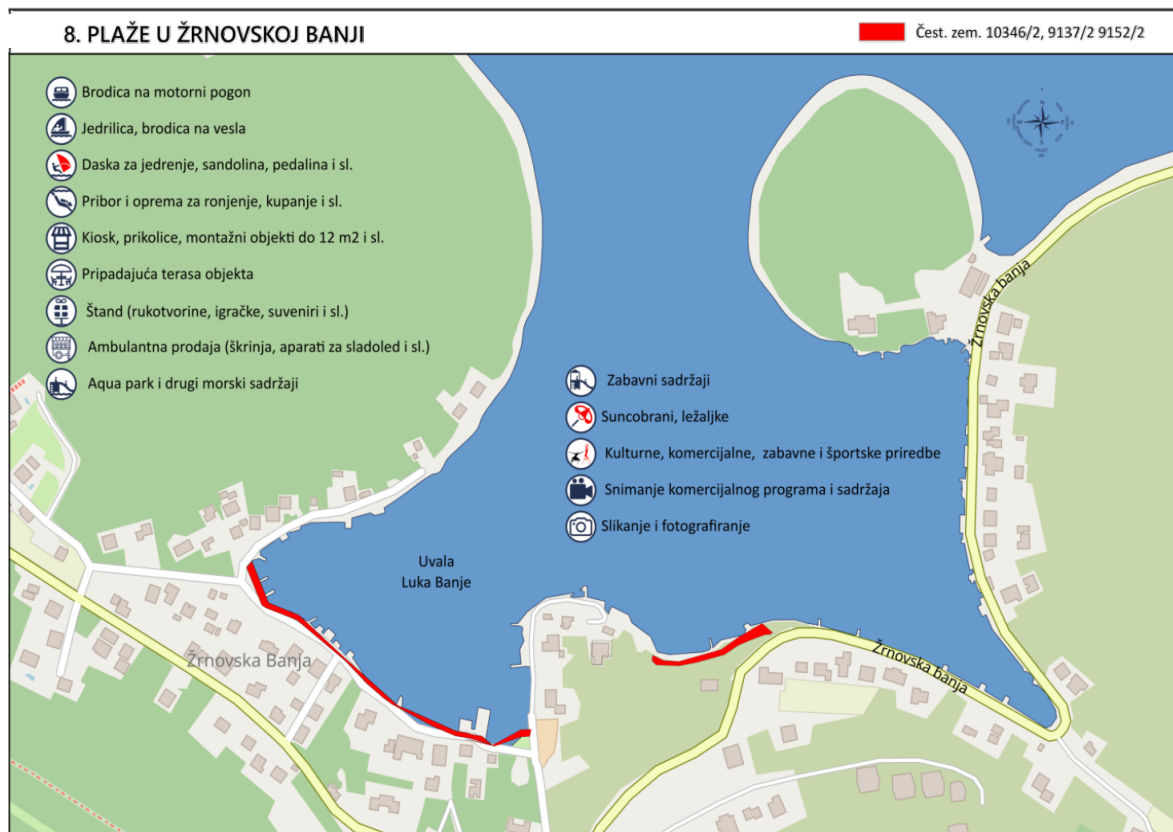 8. PLAŽE U ŽRNOVSKOJ BANJI
Čest. zem. 10346/2, 9137/2 9152/2
Brodica na motorni pogon
Jedrilica, brodica na vesla
Daska za jedrenje, sandolina, pedalina i sl.
Pribor i oprema za ronjenje, kupanje i sl.
Kiosk, prikolice, montažni objekti do 12 m2 i sl.
Pripadajuća terasa objekta
Štand (rukotvorine, igračke, suveniri i sl.)
Ambulantna prodaja (škrinja, aparati za sladoled i sl.)
Aqua park i drugi morski sadržaji
Zabavni sadržaji
Suncobrani, ležaljke
Kulturne, komercijalne, zabavne i športske priredbe
Snimanje komercijalnog programa i sadržaja
Slikanje i fotografiranje
Žrnovska banja
Uvala
Luka Banje
Žrnovska Banja
Žrnovska banja